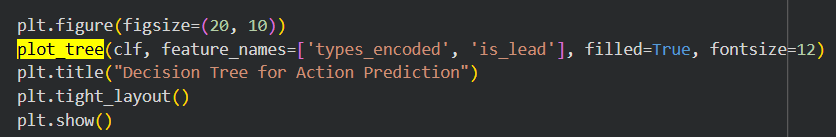 plt.figure(figsize=(20, 10))
plot_tree(clf, feature_names=['types_encoded', 'is_lead'], filled=True, fontsize=12)
plt.title("Decision Tree for Action Prediction")
plt.tight_layout()
plt.show()